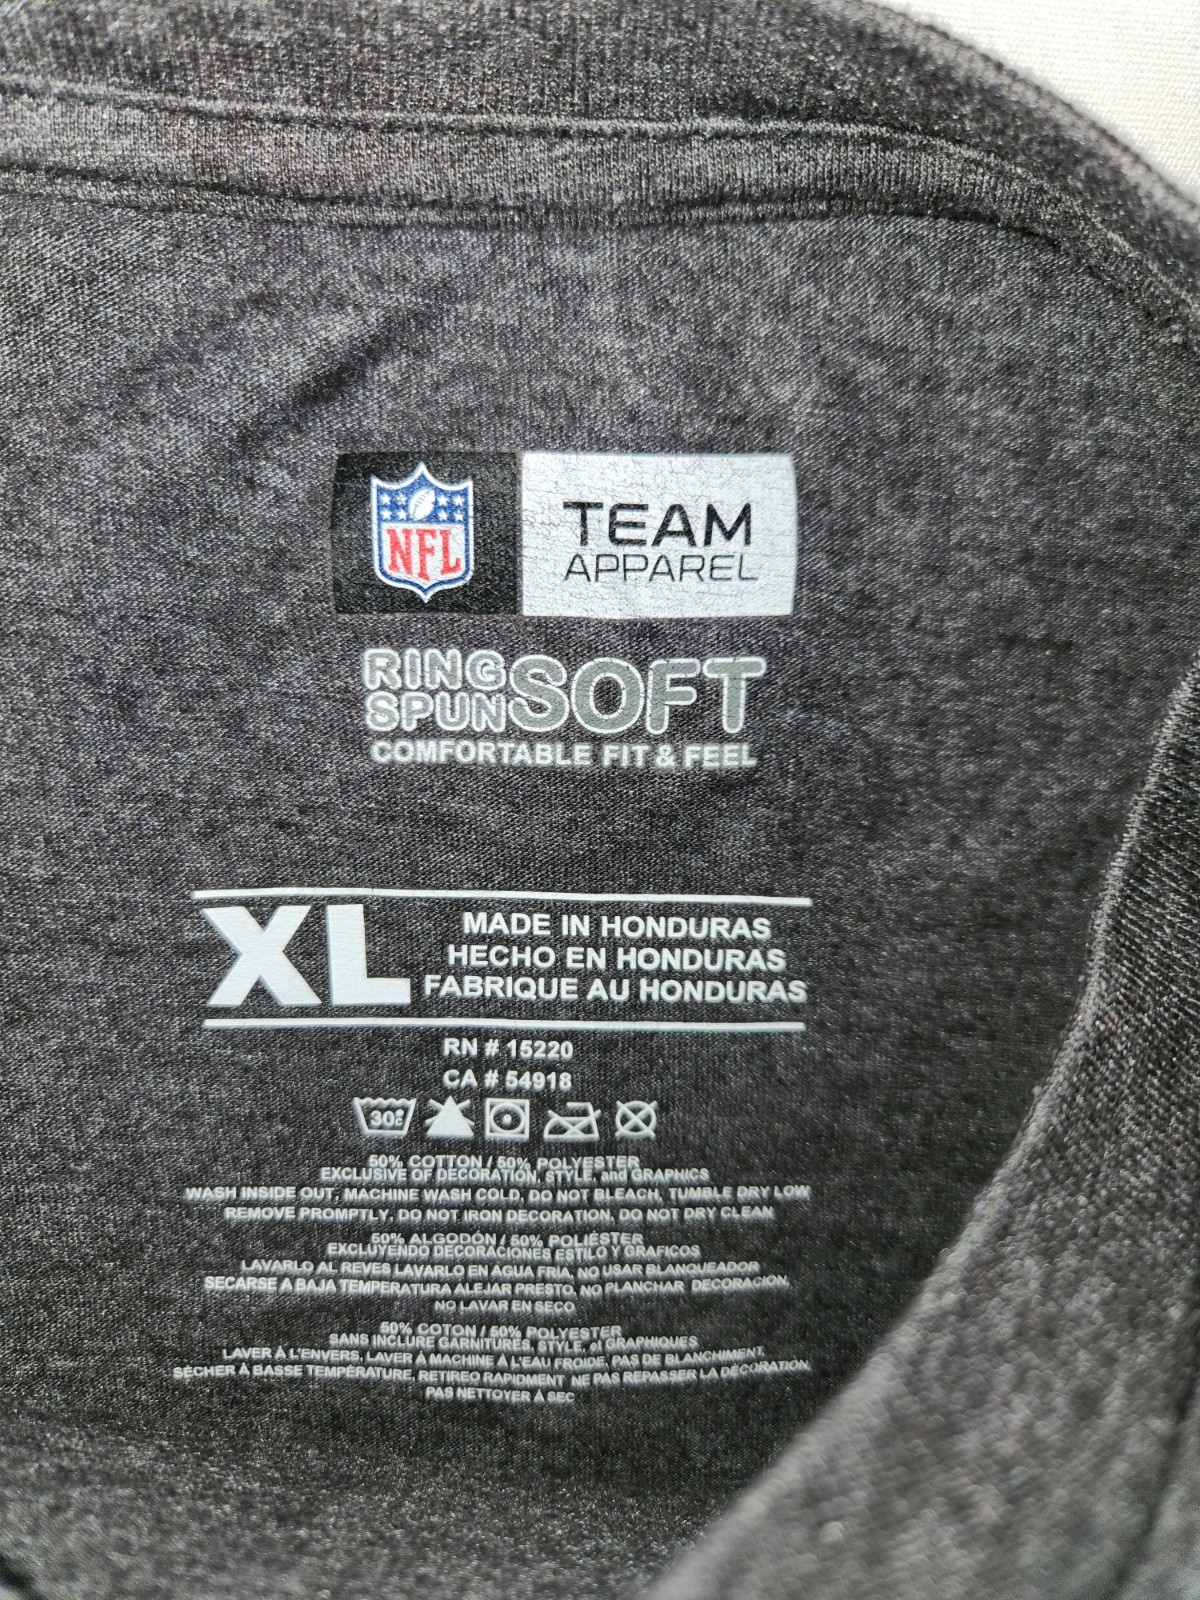 NFL
TEAM
APPAREL
RING
SPUN
SOFT
COMFORTABLE FIT & FEEL
XL
MADE IN HONDURAS
HECHO EN HONDURAS
FABRIQUE AU HONDURAS
RN # 15220
CA # 54918
30°C
50% COTTON / 50% POLYESTER
EXCLUSIVE OF DECORATION, STYLE, and GRAPHICS
WASH INSIDE OUT, MACHINE WASH COLD, DO NOT BLEACH, TUMBLE DRY LOW
REMOVE PROMPTLY, DO NOT IRON DECORATION, DO NOT DRY CLEAN
50% ALGODÓN / 50% POLIÉSTER
EXCLUYENDO DECORACIONES ESTILO Y GRAFICOS
LAVARLO AL REVES LAVARLO EN AGUA FRIA, NO USAR BLANQUEADOR
SECARSE A BAJA TEMPERATURA ALEJAR PRESTO, NO PLANCHAR DECORACION,
NO LAVAR EN SECO
50% COTON / 50% POLYESTER
SANS INCLURE GARNITURES, STYLE, et GRAPHIQUES
LAVER À L'ENVERS, LAVER À MACHINE À L'EAU FROIDE, PAS DE BLANCHIMENT,
SÉCHER À BASSE TEMPÉRATURE, RETIREO RAPIDMENT NE PAS REPASSER LA DÉCORATION,
PAS NETTOYER À SEC